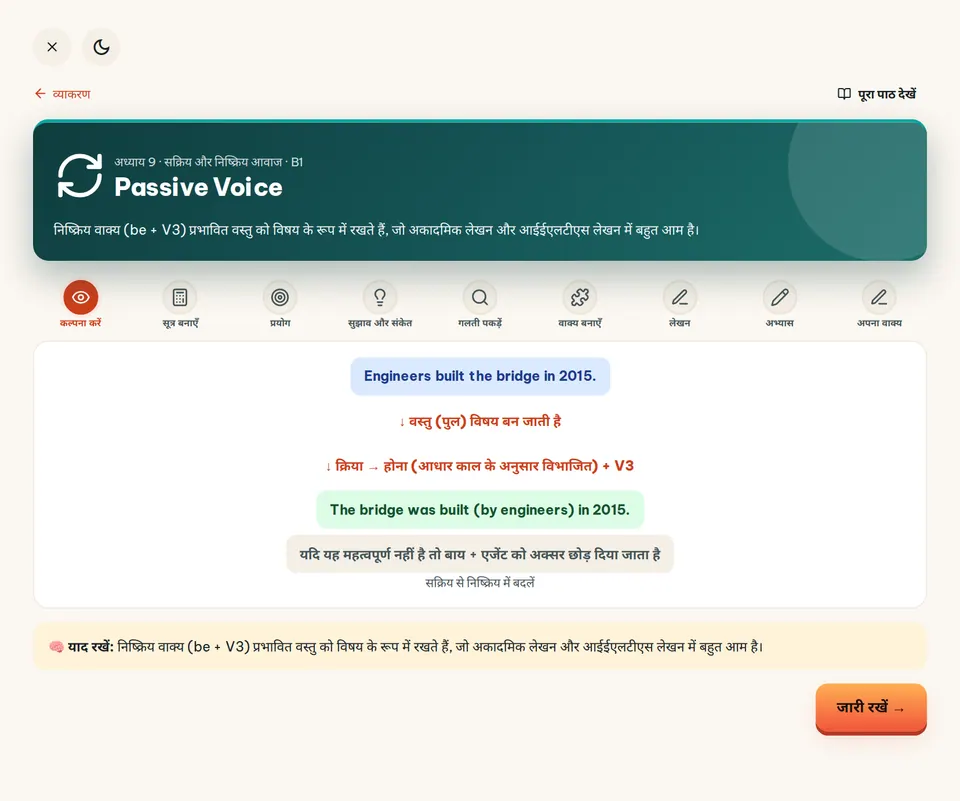 ← व्याकरण
पूरा पाठ देखें
अध्याय 9 · सक्रिय और निष्क्रिय आवाज · B1
Passive Voice
निष्क्रिय वाक्य (be + V3) प्रभावित वस्तु को विषय के रूप में रखते हैं, जो अकादमिक लेखन और आईईएलटीएस लेखन में बहुत आम है।
कल्पना करें
सूत्र बनाएँ
प्रयोग
सुझाव और संकेत
गलती पकड़ें
वाक्य बनाएँ
लेखन
अभ्यास
अपना वाक्य
Engineers built the bridge in 2015.
↓ वस्तु (पुल) विषय बन जाती है
↓ क्रिया → होना (आधार काल के अनुसार विभाजित) + V3
The bridge was built (by engineers) in 2015.
यदि यह महत्वपूर्ण नहीं है तो बाय + एजेंट को अक्सर छोड़ दिया जाता है
सक्रिय से निष्क्रिय में बदलें
🧠 याद रखें: निष्क्रिय वाक्य (be + V3) प्रभावित वस्तु को विषय के रूप में रखते हैं, जो अकादमिक लेखन और आईईएलटीएस लेखन में बहुत आम है।
जारी रखें →